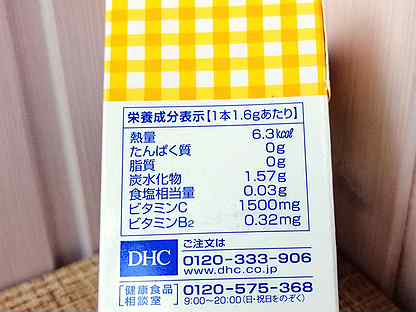 栄養成分表示[1本1.6gあたり]
熱量 6.3kcal
たんぱく質 0g
脂質 0g
炭水化物 1.57g
食塩相当量 0.03g
ビタミンC 1500mg
ビタミンB2 0.32mg
DHC
ご注文は
0120-333-906
www.dhc.co.jp
[健康食品相談室]
0120-575-368
9:00~20:00(日・祝日をのぞく)